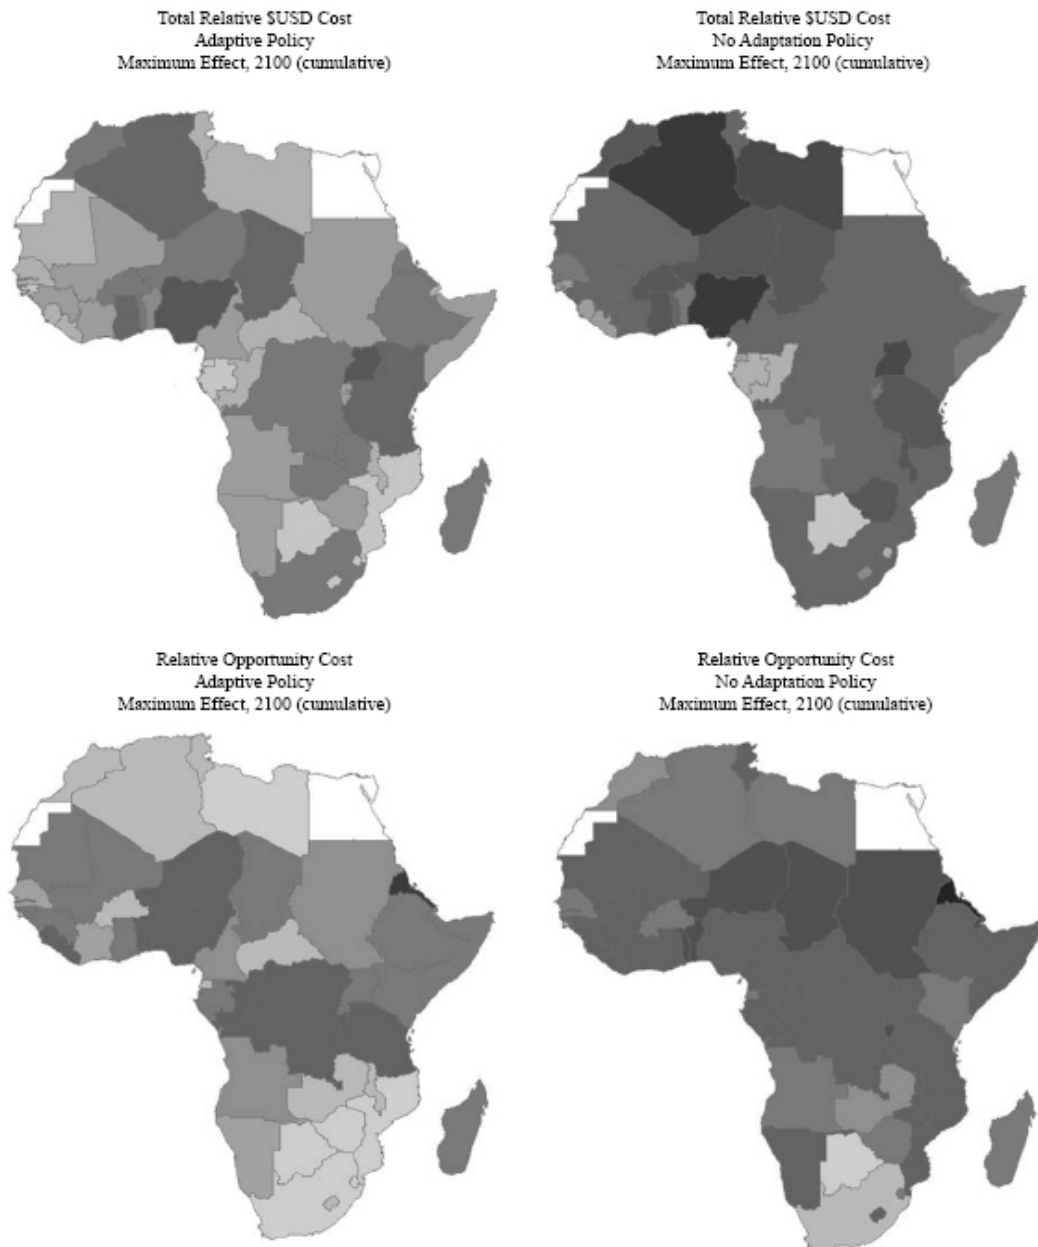 Total Relative $USD Cost
Adaptive Policy
Maximum Effect, 2100 (cumulative)
Total Relative $USD Cost
No Adaptation Policy
Maximum Effect, 2100 (cumulative)
Relative Opportunity Cost
Adaptive Policy
Maximum Effect, 2100 (cumulative)
Relative Opportunity Cost
No Adaptation Policy
Maximum Effect, 2100 (cumulative)